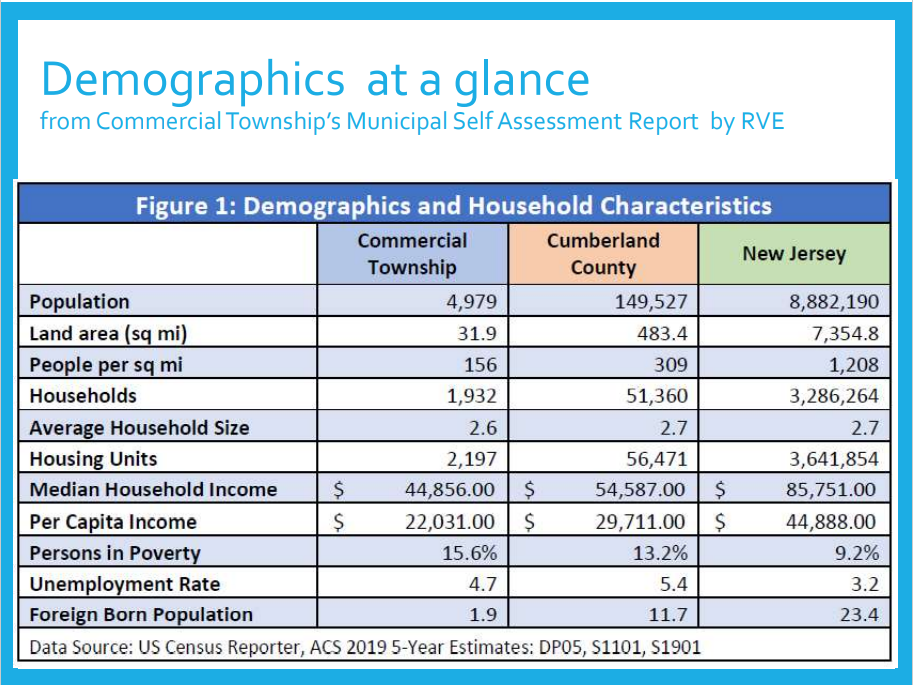 Demographics at a glance
from Commercial Township's Municipal Self Assessment Report by RVE
Figure 1: Demographics and Household Characteristics
Commercial Township Cumberland County New Jersey
Population 4,979 149,527 8,882,190
Land area (sq mi) 31.9 483.4 7,354.8
People per sq mi 156 309 1,208
Households 1,932 51,360 3,286,264
Average Household Size 2.6 2.7 2.7
Housing Units 2,197 56,471 3,641,854
Median Household Income $ 44,856.00 $ 54,587.00 $ 85,751.00
Per Capita Income $ 22,031.00 $ 29,711.00 $ 44,888.00
Persons in Poverty 15.6% 13.2% 9.2%
Unemployment Rate 4.7 5.4 3.2
Foreign Born Population 1.9 11.7 23.4
Data Source: US Census Reporter, ACS 2019 5-Year Estimates: DP05, S1101, S1901